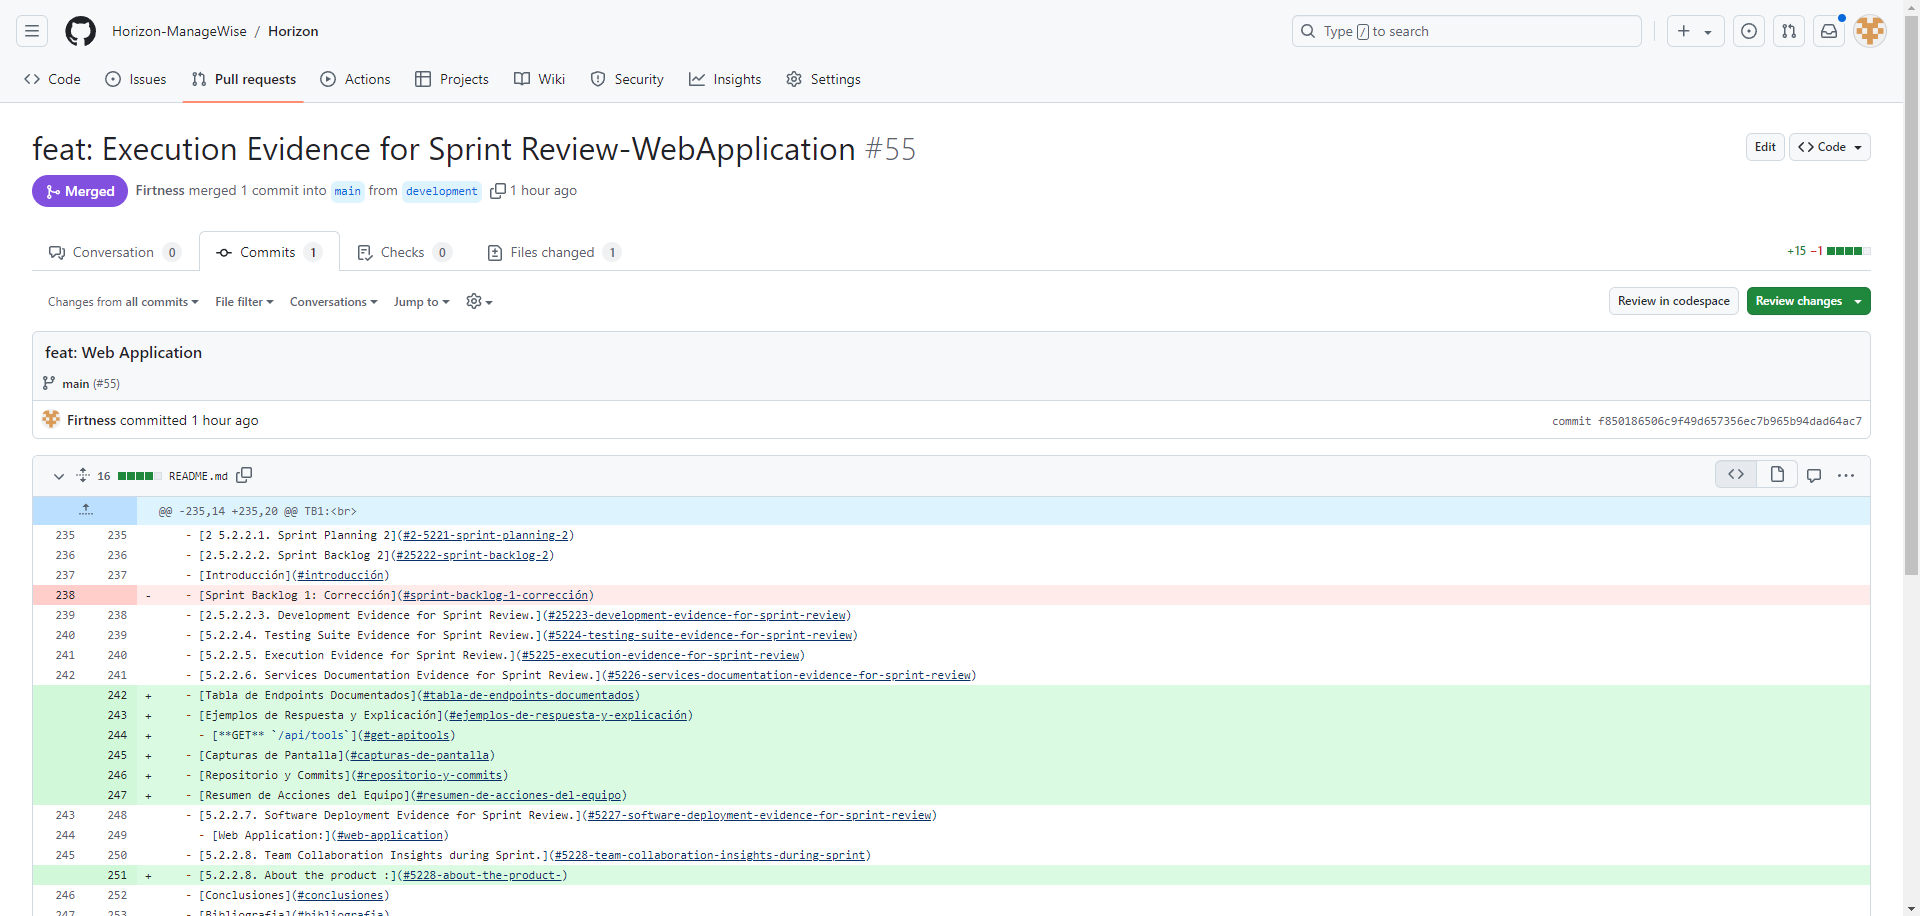 Horizon-ManageWise / Horizon
Type / to search
Code Issues Pull requests Actions Projects Wiki Security Insights Settings
feat: Execution Evidence for Sprint Review-WebApplication #55
Edit <> Code
Merged Firtness merged 1 commit into main from development 1 hour ago
Conversation 0 Commits 1 Checks 0 Files changed 1
+15 −1
Changes from all commits File filter Conversations Jump to
Review in codespace Review changes
feat: Web Application
main (#55)
Firtness committed 1 hour ago
commit f850186506c9f49d657356ec7b965b94dad64ac7
16 README.md
@@ -235,14 +235,20 @@ TB1:<br>
235 235 - [2 5.2.2.1. Sprint Planning 2](#2-5221-sprint-planning-2)
236 236 - [2.5.2.2.2. Sprint Backlog 2](#25222-sprint-backlog-2)
237 237 - [Introducción](#introducción)
238 - - [Sprint Backlog 1: Corrección](#sprint-backlog-1-corrección)
239 238 - [2.5.2.2.3. Development Evidence for Sprint Review.](#25223-development-evidence-for-sprint-review)
240 239 - [5.2.2.4. Testing Suite Evidence for Sprint Review.](#5224-testing-suite-evidence-for-sprint-review)
241 240 - [5.2.2.5. Execution Evidence for Sprint Review.](#5225-execution-evidence-for-sprint-review)
242 241 - [5.2.2.6. Services Documentation Evidence for Sprint Review.](#5226-services-documentation-evidence-for-sprint-review)
242 + - [Tabla de Endpoints Documentados](#tabla-de-endpoints-documentados)
243 + - [Ejemplos de Respuesta y Explicación](#ejemplos-de-respuesta-y-explicación)
244 + - [**GET** `/api/tools`](#get-apitools)
245 + - [Capturas de Pantalla](#capturas-de-pantalla)
246 + - [Repositorio y Commits](#repositorio-y-commits)
247 + - [Resumen de Acciones del Equipo](#resumen-de-acciones-del-equipo)
243 248 - [5.2.2.7. Software Deployment Evidence for Sprint Review.](#5227-software-deployment-evidence-for-sprint-review)
244 249 - [Web Application:](#web-application)
245 250 - [5.2.2.8. Team Collaboration Insights during Sprint.](#5228-team-collaboration-insights-during-sprint)
251 + - [5.2.2.8. About the product :](#5228-about-the-product-)
246 252 - [Conclusiones](#conclusiones)
247 253 - [Bibliografia](#bibliografia)